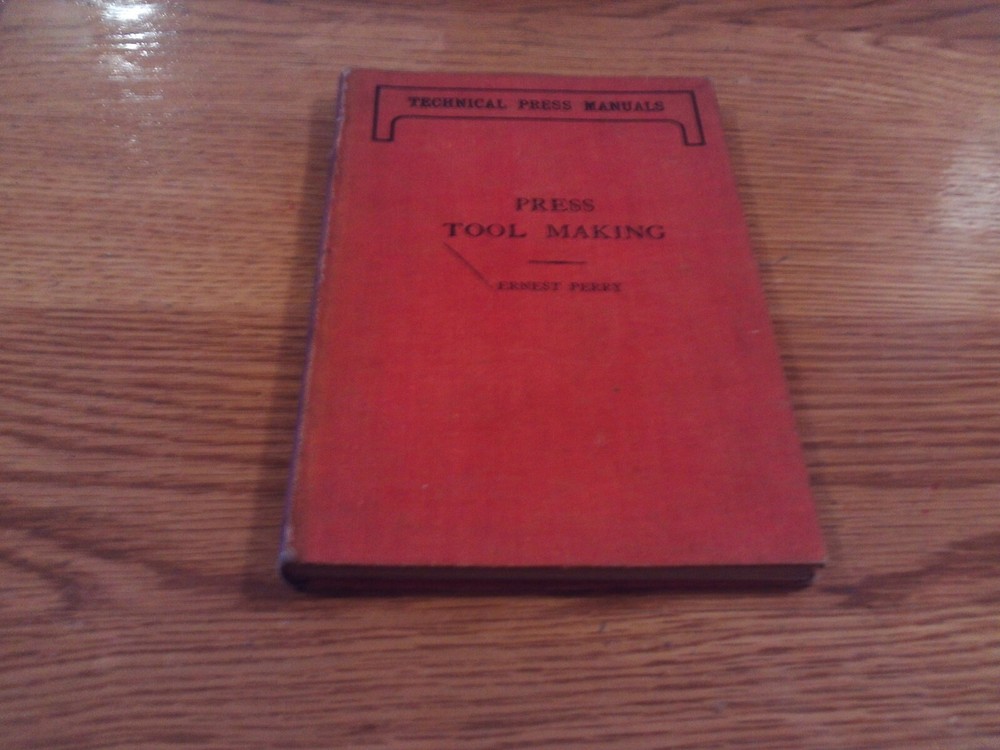 TECHNICAL PRESS MANUALS
PRESS
TOOL MAKING
ERNEST PERRY